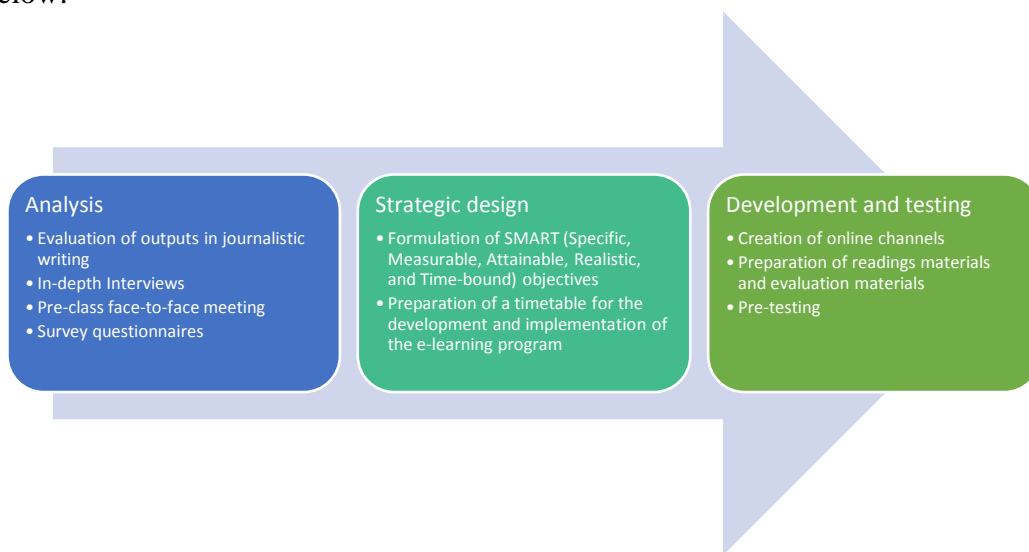 Analysis
• Evaluation of outputs in journalistic
writing
• In-depth Interviews
• Pre-class face-to-face meeting
• Survey questionnaires
Strategic design
• Formulation of SMART (Specific,
Measurable, Attainable, Realistic,
and Time-bound) objectives
• Preparation of a timetable for the
development and implementation of
the e-learning program
Development and testing
• Creation of online channels
• Preparation of readings materials
and evaluation materials
• Pre-testing